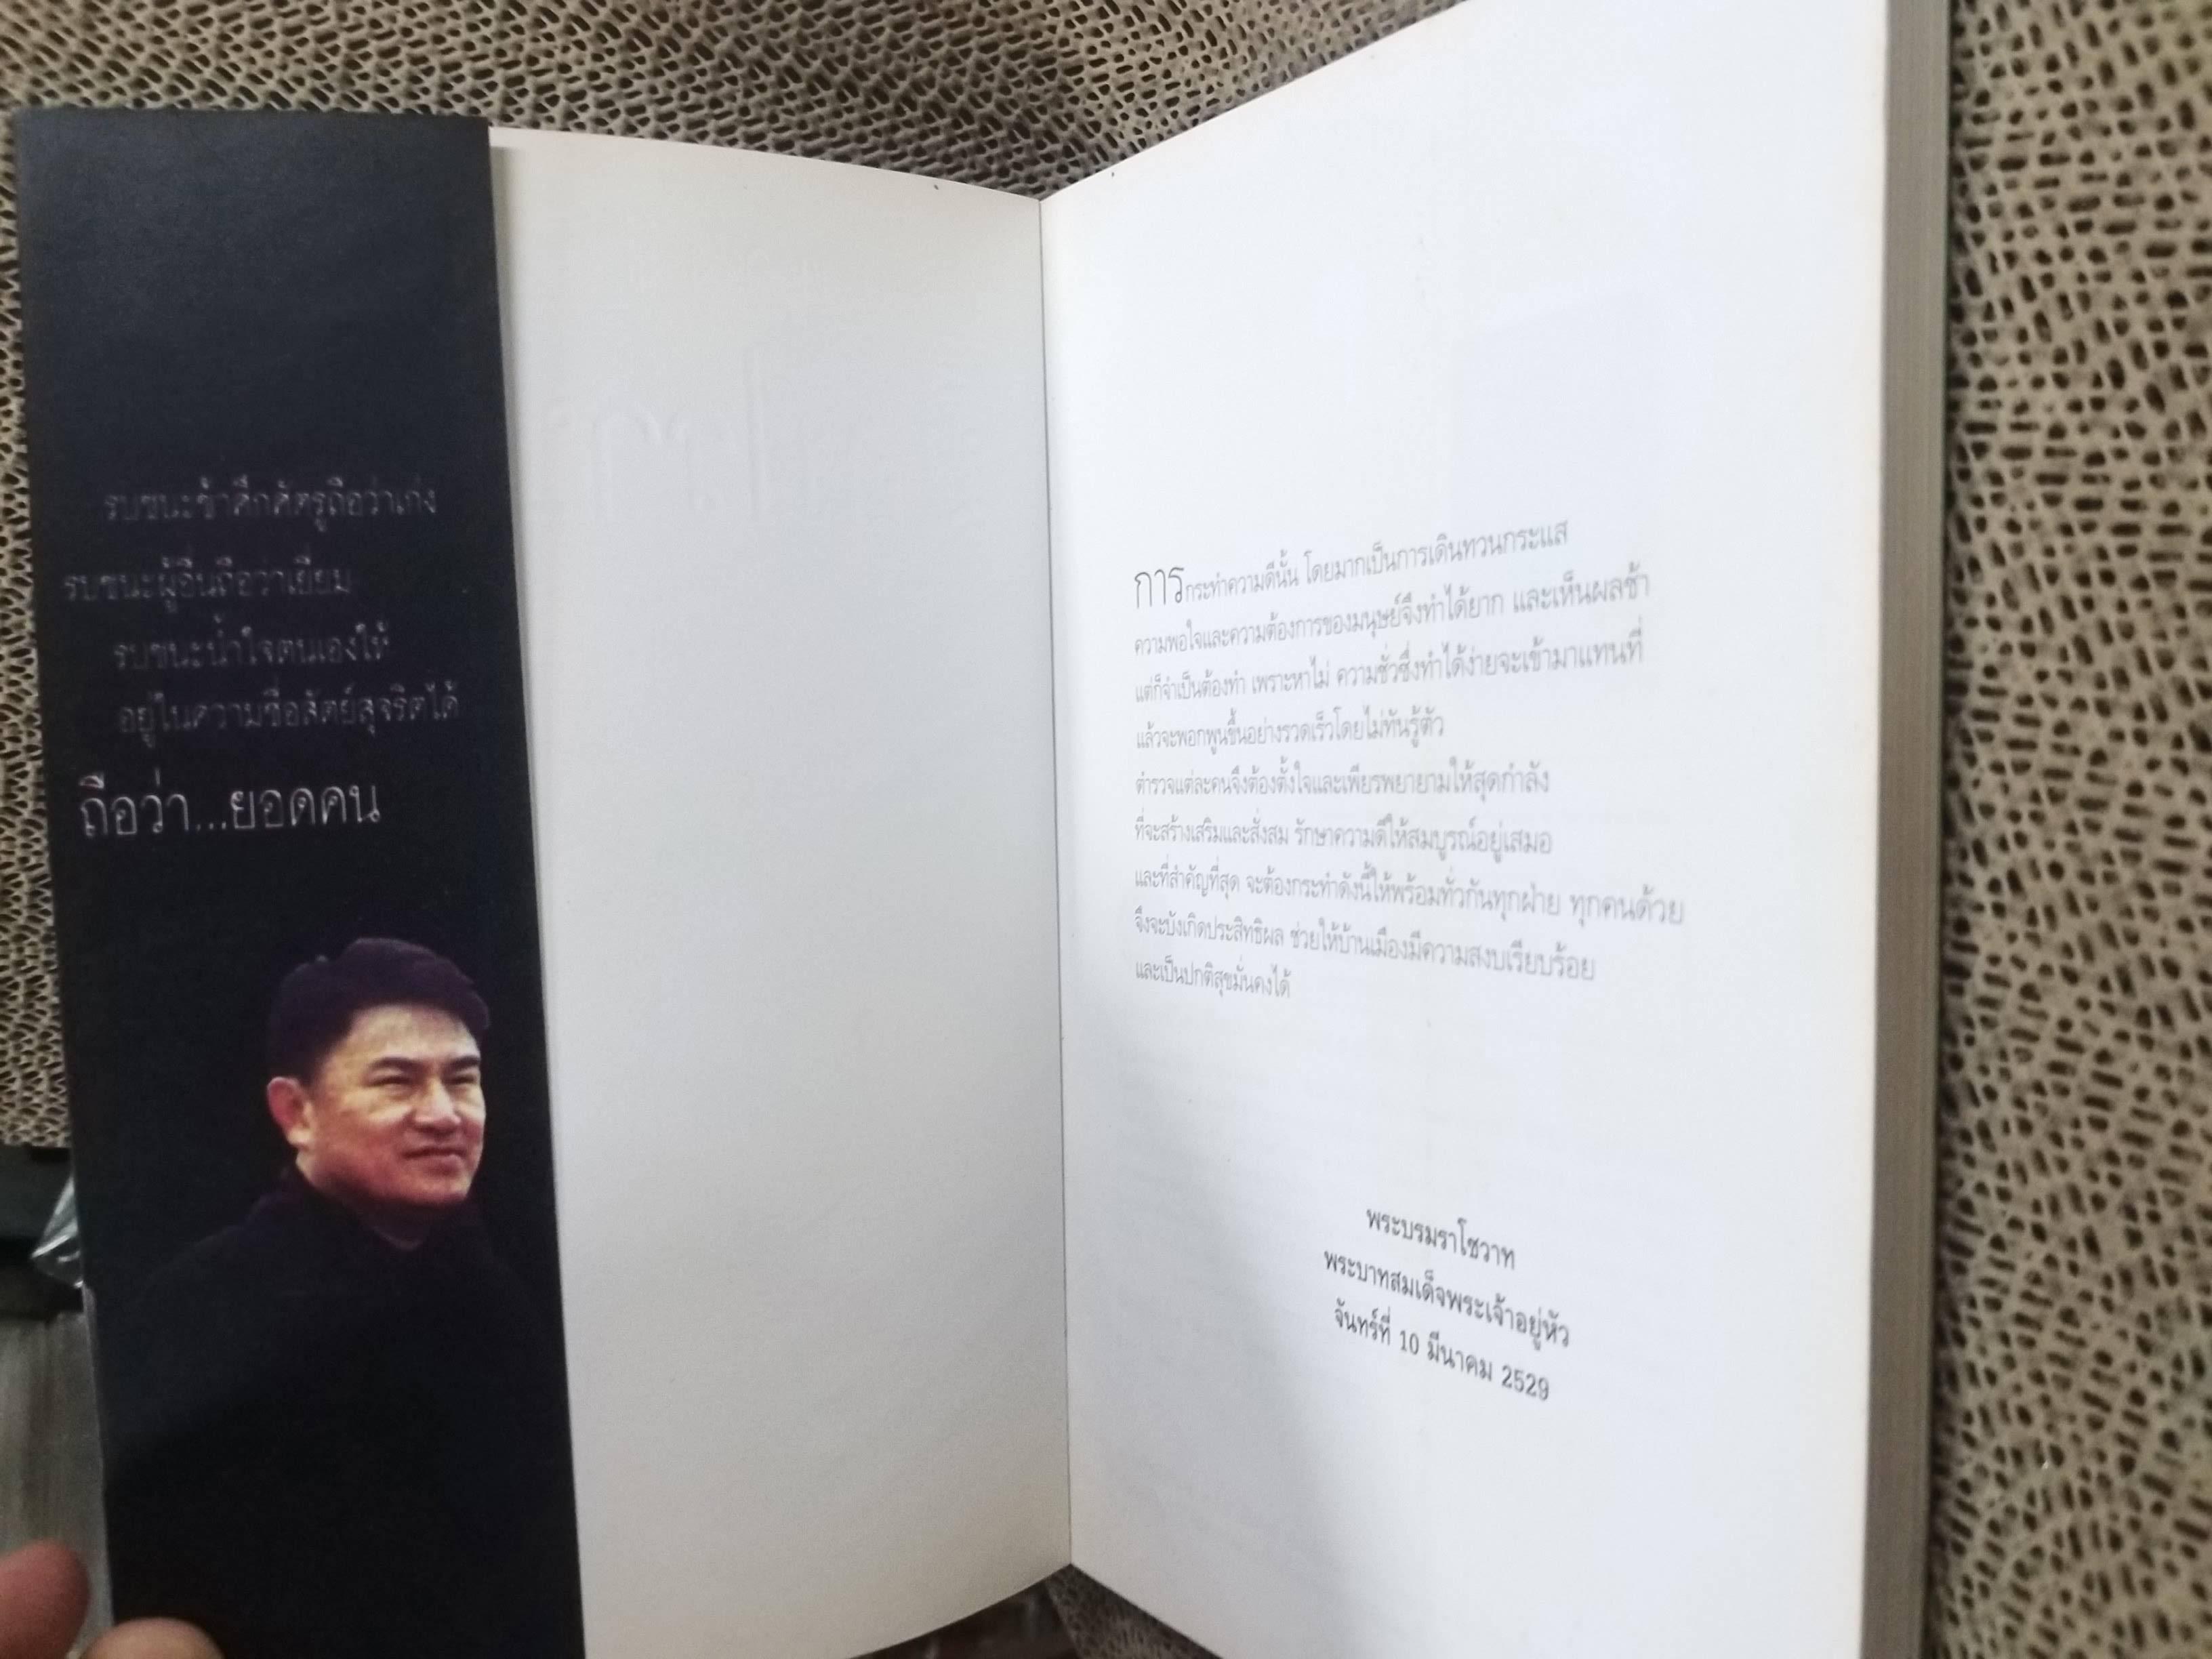 รบชนะข้าศึกศัตรูถือว่าเก่ง
รบชนะผู้อื่นถือว่าเยี่ยม
รบชนะน้ำใจตนเองให้
อยู่ในความซื่อสัตย์สุจริตได้
ถือว่า...ยอดคน
การกระทำความดีนั้น โดยมากเป็นการเดินทวนกระแส
ความพอใจและความต้องการของมนุษย์จึงทำได้ยาก และเห็นผลช้า
แต่ก็จำเป็นต้องทำ เพราะหาไม่ ความชั่วซึ่งทำได้ง่ายจะเข้ามาแทนที่
แล้วจะพอกพูนขึ้นอย่างรวดเร็วโดยไม่ทันรู้ตัว
ตำรวจแต่ละคนจึงต้องตั้งใจและเพียรพยายามให้สุดกำลัง
ที่จะสร้างเสริมและสั่งสม รักษาความดีให้สมบูรณ์อยู่เสมอ
และที่สำคัญที่สุด จะต้องกระทำดังนี้ให้พร้อมทั่วกันทุกฝ่าย ทุกคนด้วย
จึงจะบังเกิดประสิทธิผล ช่วยให้บ้านเมืองมีความสงบเรียบร้อย
และเป็นปกติสุขมั่นคงได้
พระบรมราโชวาท
พระบาทสมเด็จพระเจ้าอยู่หัว
จันทร์ที่ 10 มีนาคม 2529